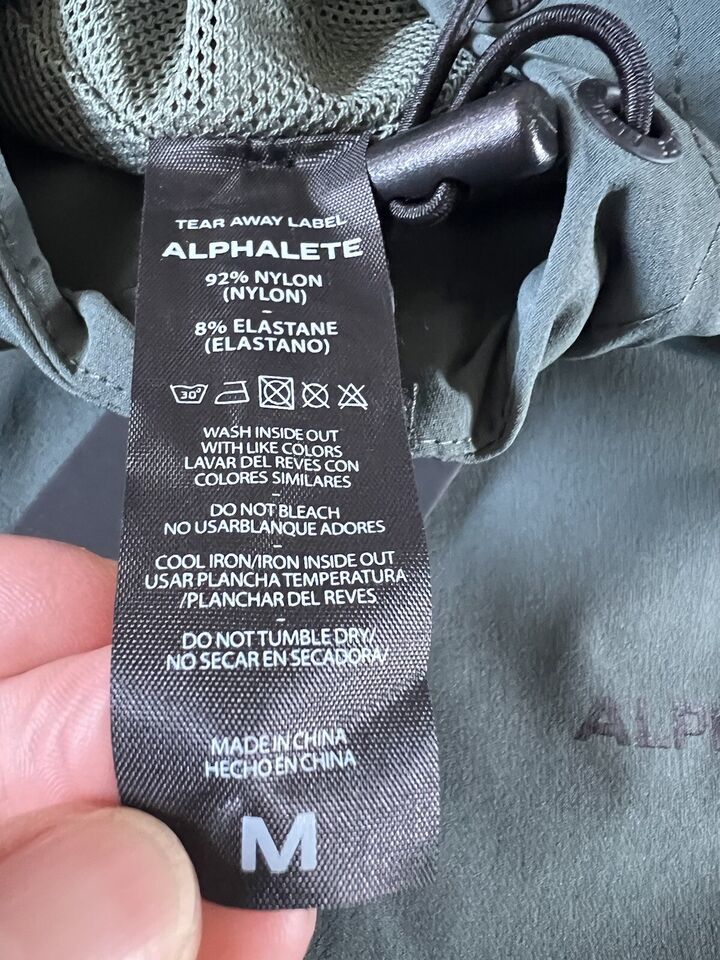 TEAR AWAY LABEL
ALPHALETE
92% NYLON
(NYLON)
-
8% ELASTANE
(ELASTANO)
30°
WASH INSIDE OUT
WITH LIKE COLORS
LAVAR DEL REVES CON
COLORES SIMILARES
-
DO NOT BLEACH
NO USARBLANQUE ADORES
-
COOL IRON/IRON INSIDE OUT
USAR PLANCHA TEMPERATURA
/PLANCHAR DEL REVES
-
DO NOT TUMBLE DRY/
NO SECAR EN SECADORA/
MADE IN CHINA
HECHO EN CHINA
M
ALP